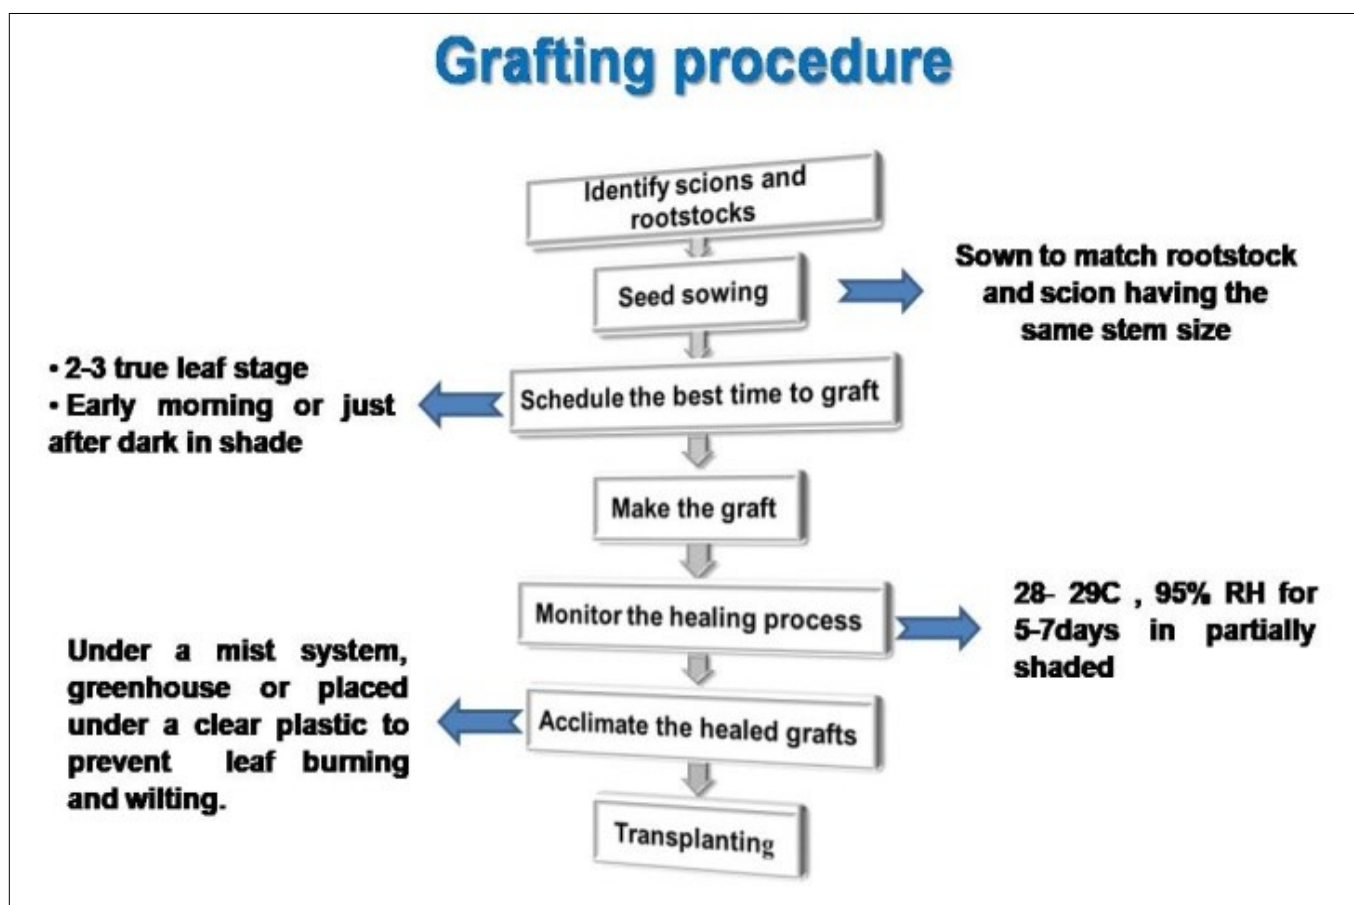 Grafting procedure
Identify scions and
rootstocks
Seed sowing
Sown to match rootstock
and scion having the
same stem size
Schedule the best time to graft
• 2-3 true leaf stage
• Early morning or just
after dark in shade
Make the graft
Monitor the healing process
28- 29C , 95% RH for
5-7days in partially
shaded
Acclimate the healed grafts
Under a mist system,
greenhouse or placed
under a clear plastic to
prevent leaf burning
and wilting.
Transplanting